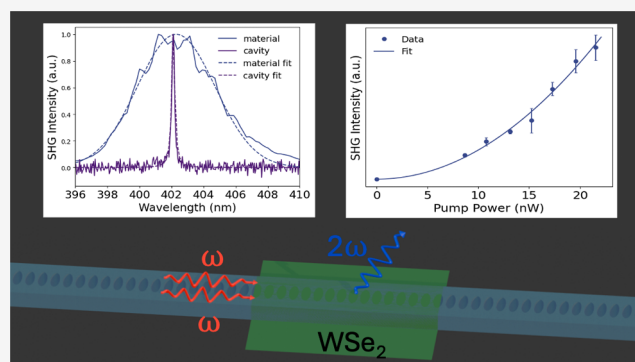 material
cavity
material fit
cavity fit
1.0
0.8
0.6
0.4
0.2
0.0
SHG Intensity (a.u.)
396 398 400 402 404 406 408 410
Wavelength (nm)
Data
Fit
SHG Intensity (a.u.)
0 5 10 15 20
Pump Power (nW)
ω
2ω
ω
WSe₂